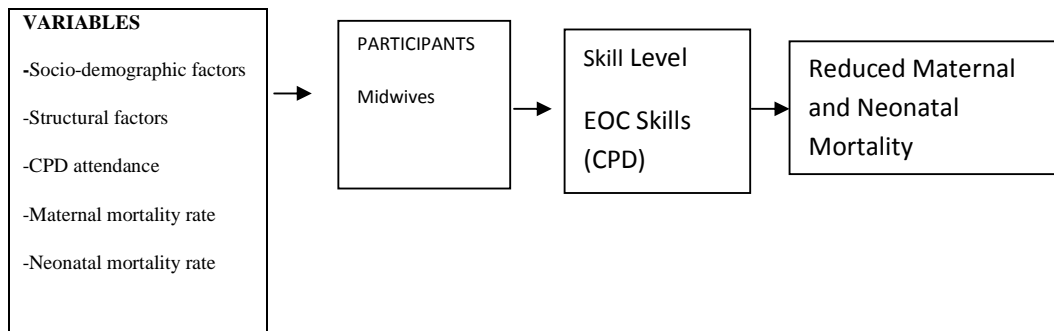 VARIABLES
-Socio-demographic factors
-Structural factors
-CPD attendance
-Maternal mortality rate
-Neonatal mortality rate
PARTICIPANTS
Midwives
Skill Level
EOC Skills
(CPD)
Reduced Maternal
and Neonatal
Mortality